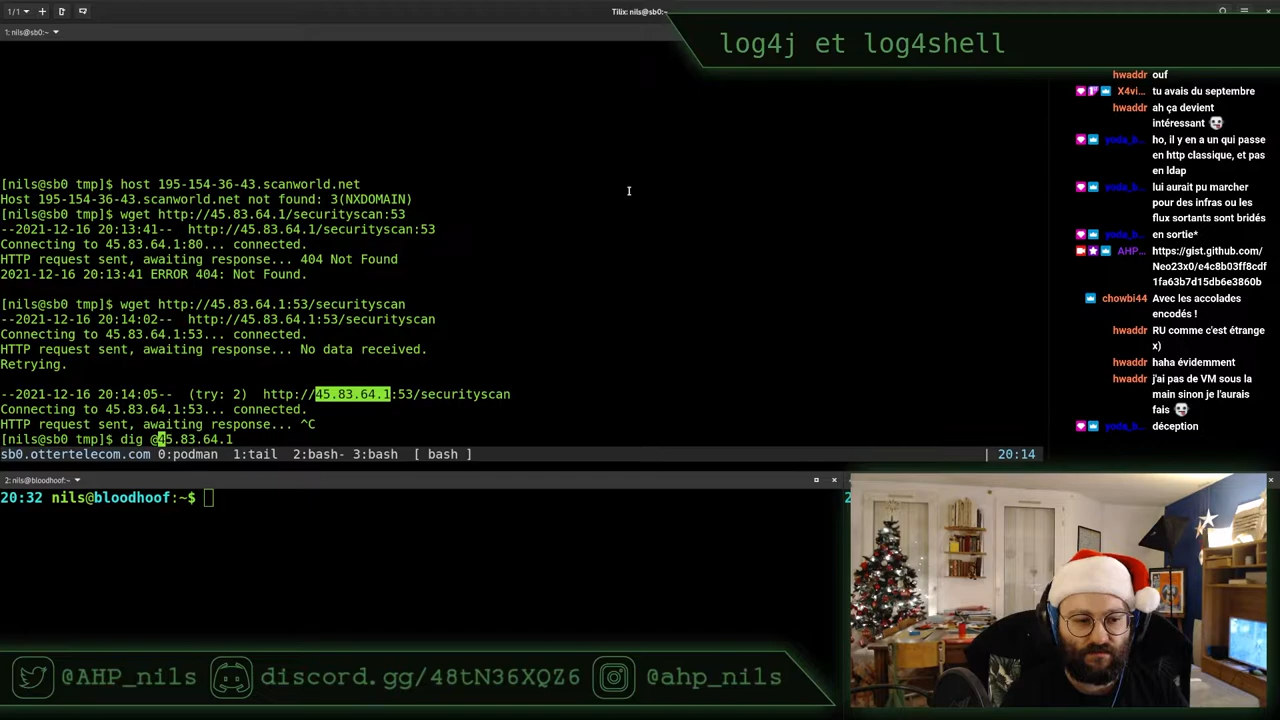 1/1
Tilix: nils@sb0:~
1: nils@sb0:~
log4j et log4shell
[nils@sb0 tmp]$ host 195-154-36-43.scanworld.net
Host 195-154-36-43.scanworld.net not found: 3(NXDOMAIN)
[nils@sb0 tmp]$ wget http://45.83.64.1/securityscan:53
--2021-12-16 20:13:41--  http://45.83.64.1/securityscan:53
Connecting to 45.83.64.1:80... connected.
HTTP request sent, awaiting response... 404 Not Found
2021-12-16 20:13:41 ERROR 404: Not Found.
[nils@sb0 tmp]$ wget http://45.83.64.1:53/securityscan
--2021-12-16 20:14:02--  http://45.83.64.1:53/securityscan
Connecting to 45.83.64.1:53... connected.
HTTP request sent, awaiting response... No data received.
Retrying.
--2021-12-16 20:14:05--  (try: 2)  http://45.83.64.1:53/securityscan
Connecting to 45.83.64.1:53... connected.
HTTP request sent, awaiting response... ^C
[nils@sb0 tmp]$ dig @45.83.64.1
sb0.ottertelecom.com 0:podman  1:tail  2:bash- 3:bash  [ bash ] | 20:14
2: nils@bloodhoof:~
20:32 nils@bloodhoof:~$
hwaddr ouf
X4vi... tu avais du septembre
hwaddr ah ça devient
intéressant
yoda_b... ho, il y en a un qui passe
en http classique, et pas
en ldap
yoda_b... lui aurait pu marcher
pour des infras ou les
flux sortants sont bridés
yoda_b... en sortie*
AHP... https://gist.github.com/
Neo23x0/e4c8b03ff8cdf
1fa63b7d15db6e3860b
chowbi44 Avec les accolades
encodés !
hwaddr RU comme c'est étrange
x)
hwaddr haha évidemment
hwaddr j'ai pas de VM sous la
main sinon je l'aurais
fais
yoda_b... déception
@AHP_nils discord.gg/48tN36XQZ6 @ahp_nils